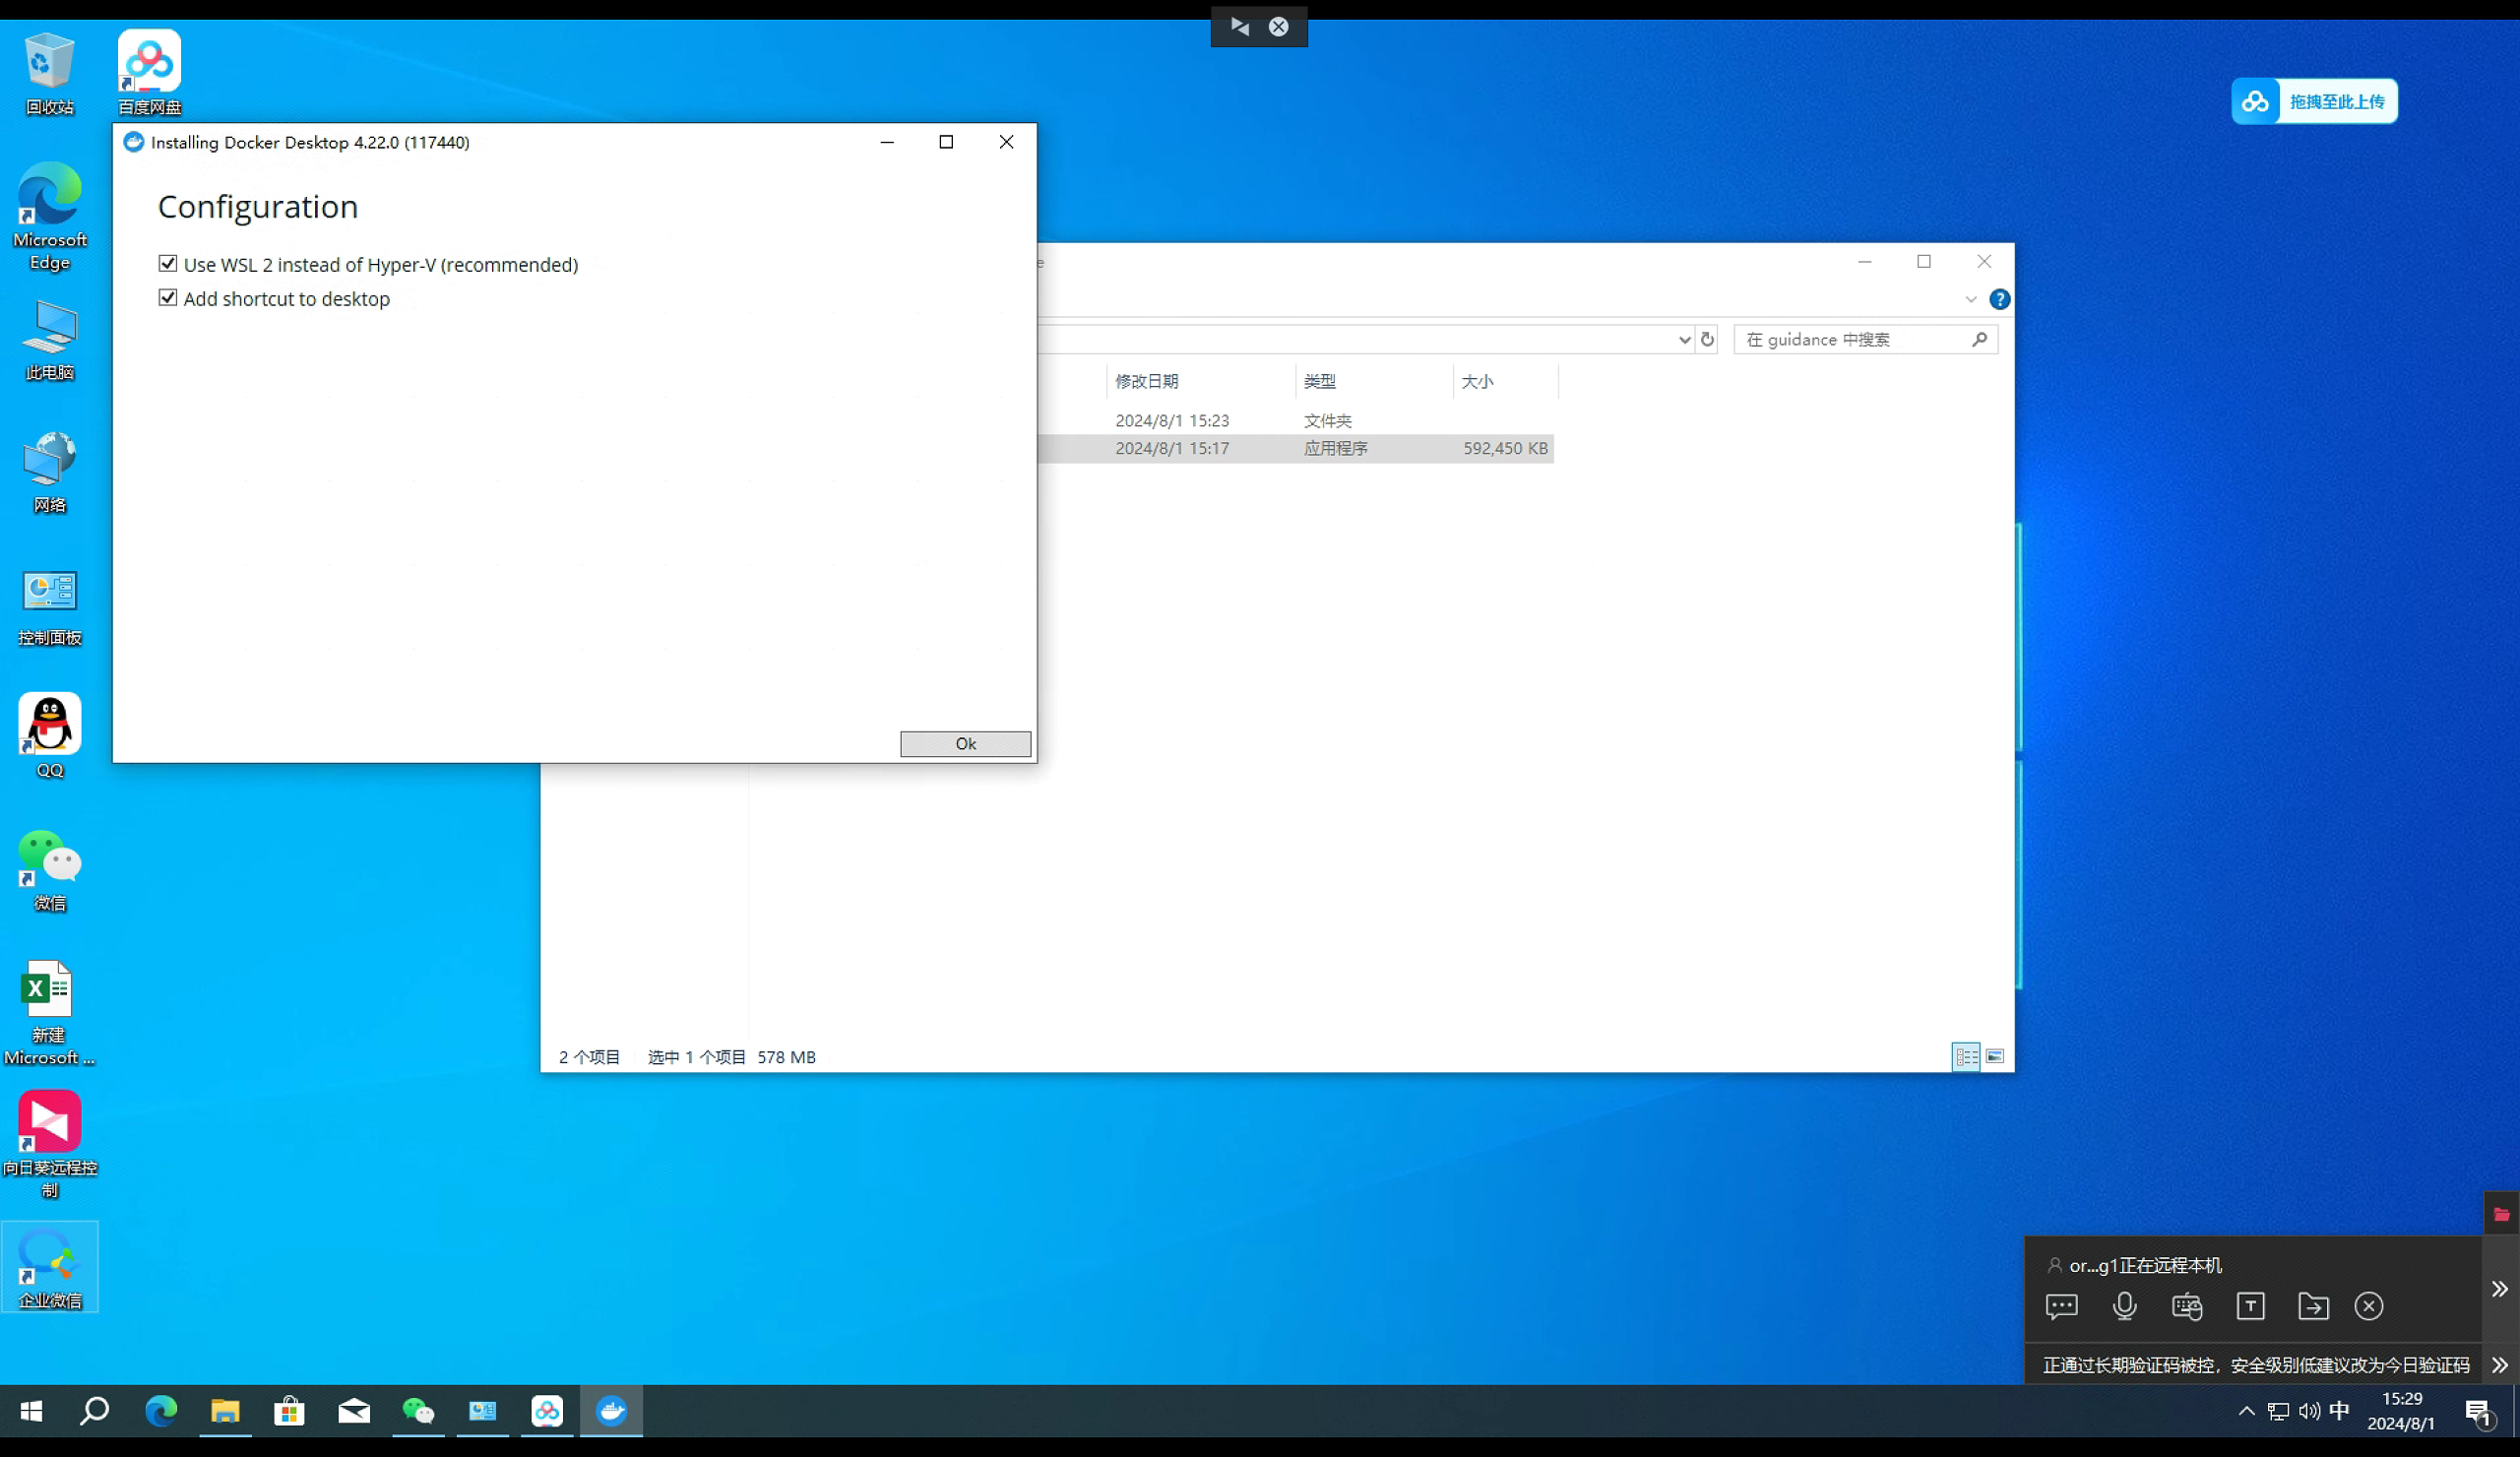 回收站
百度网盘
拖拽至此上传
Installing Docker Desktop 4.22.0 (117440)
Configuration
Use WSL 2 instead of Hyper-V (recommended)
Add shortcut to desktop
Ok
Microsoft
Edge
此电脑
网络
控制面板
QQ
微信
新建
Microsoft ...
向日葵远程控
制
企业微信
e
在 guidance 中搜索
修改日期 类型 大小
2024/8/1 15:23 文件夹
2024/8/1 15:17 应用程序 592,450 KB
2 个项目 选中 1 个项目 578 MB
or...g1正在远程本机
正通过长期验证码被控，安全级别低建议改为今日验证码
中
15:29
2024/8/1
1